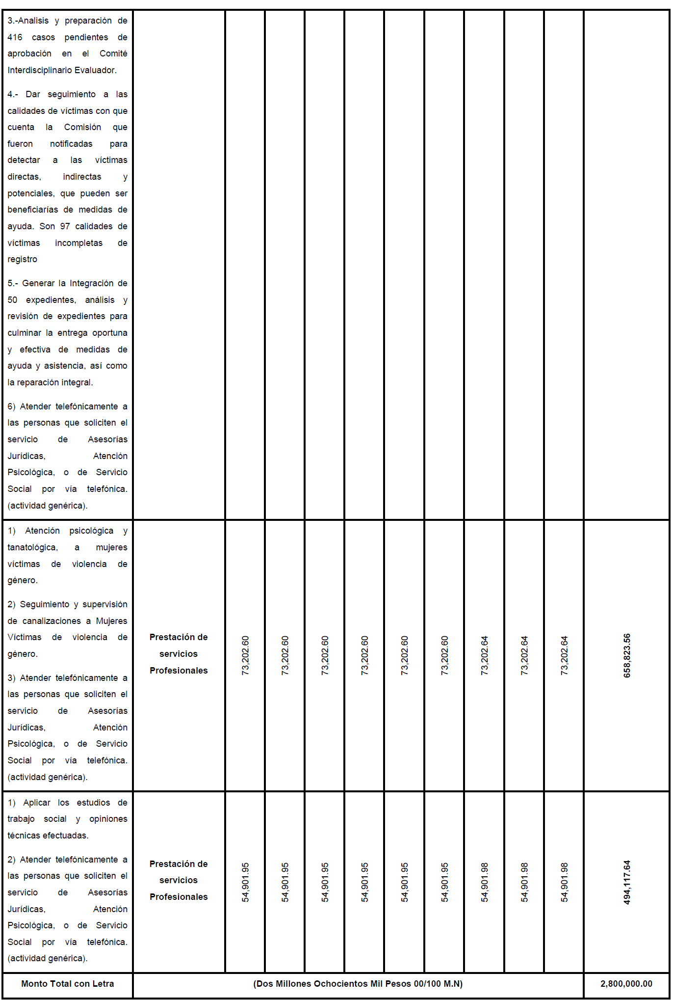 3.-Analisis y preparación de
416 casos pendientes de
aprobación en el Comité
Interdisciplinario Evaluador.
4.- Dar seguimiento a las
calidades de víctimas con que
cuenta la Comisión que
fueron notificadas para
detectar a las víctimas
directas, indirectas y
potenciales, que pueden ser
beneficiarías de medidas de
ayuda. Son 97 calidades de
víctimas incompletas de
registro
5.- Generar la Integración de
50 expedientes, análisis y
revisión de expedientes para
culminar la entrega oportuna
y efectiva de medidas de
ayuda y asistencia, así como
la reparación integral.
6) Atender telefónicamente a
las personas que soliciten el
servicio de Asesorías
Jurídicas, Atención
Psicológica, o de Servicio
Social por vía telefónica.
(actividad genérica).
1) Atención psicológica y
tanatológica, a mujeres
víctimas de violencia de
género.
2) Seguimiento y supervisión
de canalizaciones a Mujeres
Víctimas de violencia de
género.
3) Atender telefónicamente a
las personas que soliciten el
servicio de Asesorías
Jurídicas, Atención
Psicológica, o de Servicio
Social por vía telefónica.
(actividad genérica).
Prestación de
servicios
Profesionales
73,202.60
73,202.60
73,202.60
73,202.60
73,202.60
73,202.60
73,202.64
73,202.64
73,202.64
658,823.56
1) Aplicar los estudios de
trabajo social y opiniones
técnicas efectuadas.
2) Atender telefónicamente a
las personas que soliciten el
servicio de Asesorías
Jurídicas, Atención
Psicológica, o de Servicio
Social por vía telefónica.
(actividad genérica).
Prestación de
servicios
Profesionales
54,901.95
54,901.95
54,901.95
54,901.95
54,901.95
54,901.95
54,901.98
54,901.98
54,901.98
494,117.64
Monto Total con Letra
(Dos Millones Ochocientos Mil Pesos 00/100 M.N)
2,800,000.00